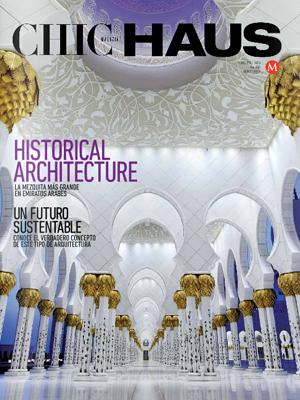 CHIC HAUS
M
HISTORICAL
ARCHITECTURE
LA MEZQUITA MÁS GRANDE
EN EMIRATOS ÁRABES
UN FUTURO
SUSTENTABLE
CONOCE EL VERDADERO CONCEPTO
DE ESTE TIPO DE ARQUITECTURA